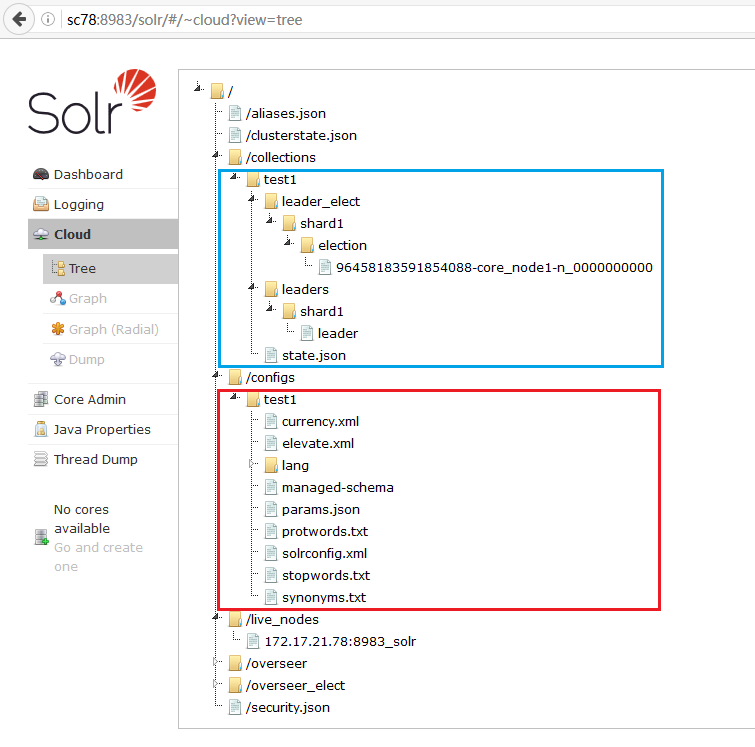 sc78:8983/solr/#/~cloud?view=tree
Solr
Dashboard
Logging
Cloud
Tree
Graph
Graph (Radial)
Dump
Core Admin
Java Properties
Thread Dump
No cores
available
Go and create
one
/
/aliases.json
/clusterstate.json
/collections
test1
leader_elect
shard1
election
96458183591854088-core_node1-n_0000000000
leaders
shard1
leader
state.json
/configs
test1
currency.xml
elevate.xml
lang
managed-schema
params.json
protwords.txt
solrconfig.xml
stopwords.txt
synonyms.txt
/live_nodes
172.17.21.78:8983_solr
/overseer
/overseer_elect
/security.json